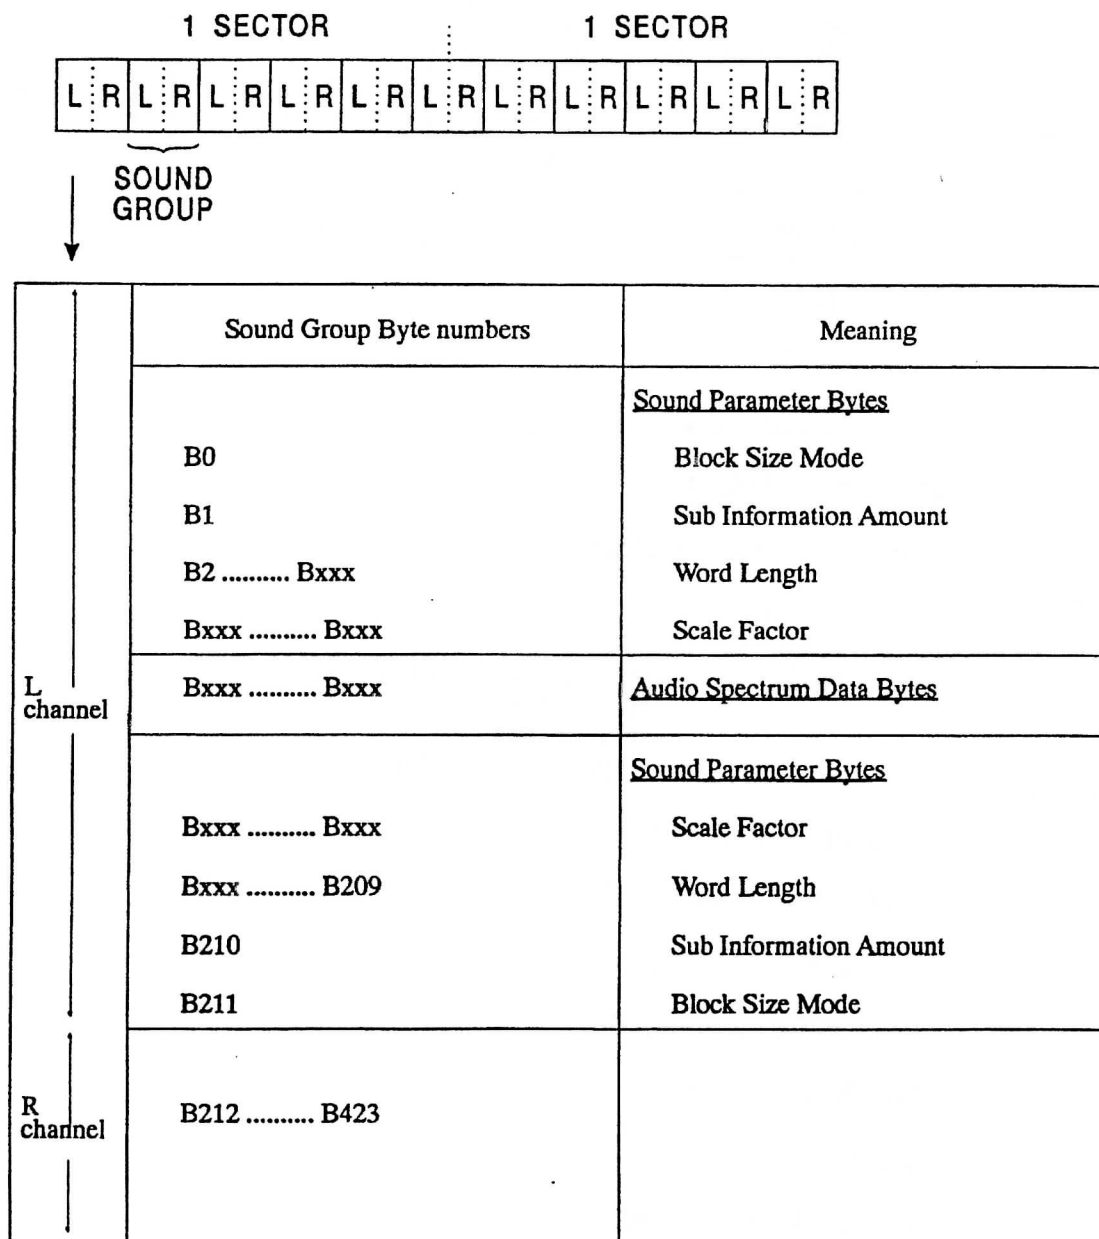 1 SECTOR 1 SECTOR
L R L R L R L R L R L R L R L R L R L R L R
SOUND
GROUP
Sound Group Byte numbers Meaning
Sound Parameter Bytes
B0 Block Size Mode
B1 Sub Information Amount
B2 .......... Bxxx Word Length
Bxxx .......... Bxxx Scale Factor
L
channel
Bxxx .......... Bxxx Audio Spectrum Data Bytes
Sound Parameter Bytes
Bxxx .......... Bxxx Scale Factor
Bxxx .......... B209 Word Length
B210 Sub Information Amount
B211 Block Size Mode
R
channel
B212 .......... B423